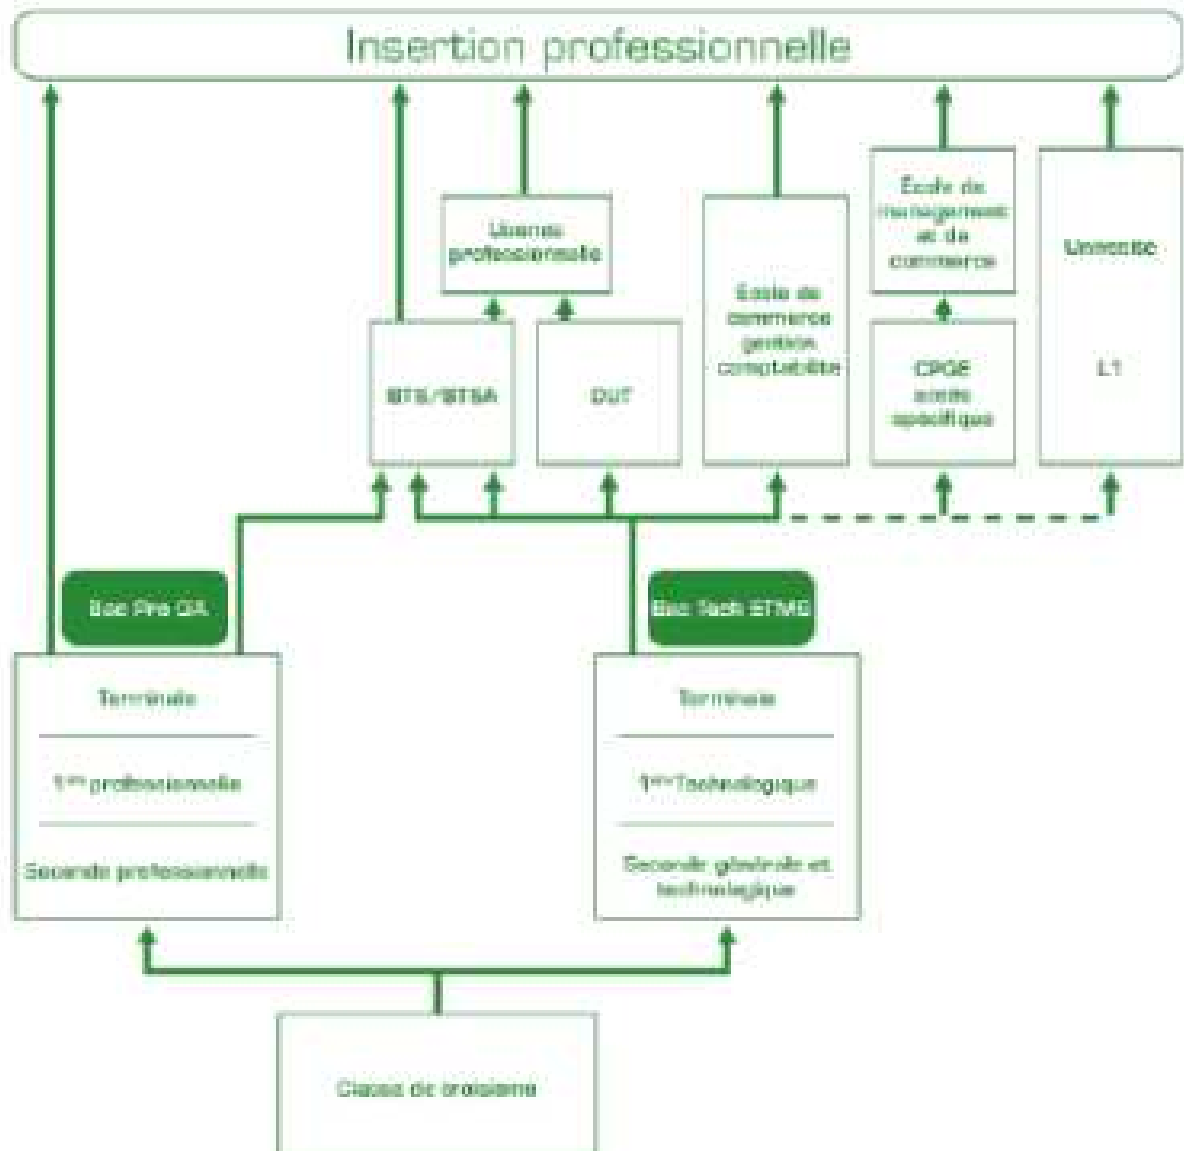 Insertion professionnelle
École de
management
et de
commerce
Licence
professionnelle
Université
École de
commerce
gestion
comptabilité
BTS/BTSA
DUT
CPGE
accès
spécifique
L1
Bac Pro GA
Bac Tech STMG
Terminale
Terminale
1ère professionnelle
1ère Technologique
Seconde professionnelle
Seconde générale et
technologique
Classe de troisième